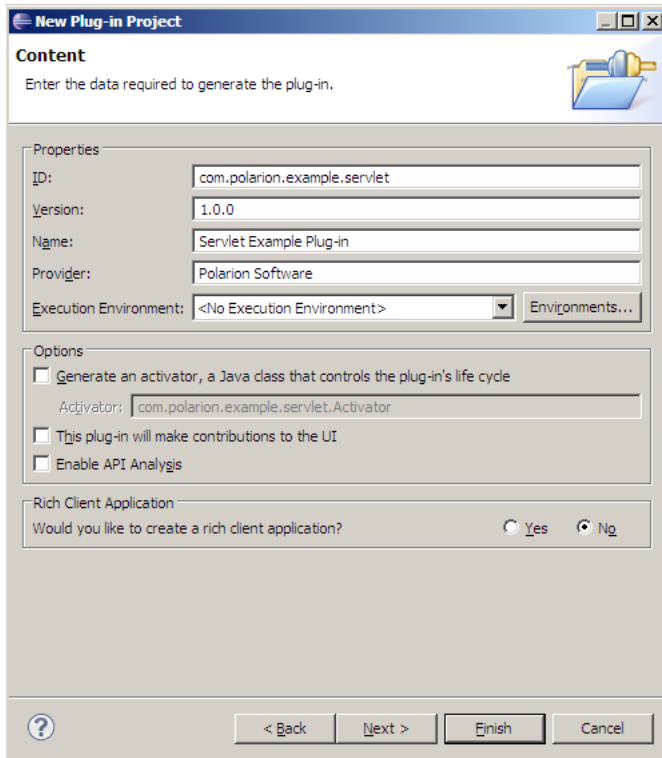 New Plug-in Project
Content
Enter the data required to generate the plug-in.
Properties
ID: com.polarion.example.servlet
Version: 1.0.0
Name: Servlet Example Plug-in
Provider: Polarion Software
Execution Environment: <No Execution Environment> Environments...
Options
Generate an activator, a Java class that controls the plug-in's life cycle
Activator: com.polarion.example.servlet.Activator
This plug-in will make contributions to the UI
Enable API Analysis
Rich Client Application
Would you like to create a rich client application? Yes No
? < Back Next > Finish Cancel